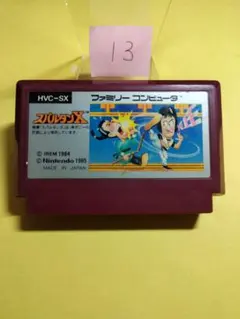 13
HVC-SX
ファミリーコンピュータ
スパルタンX
© IREM 1984
© Nintendo 1985
MADE IN JAPAN